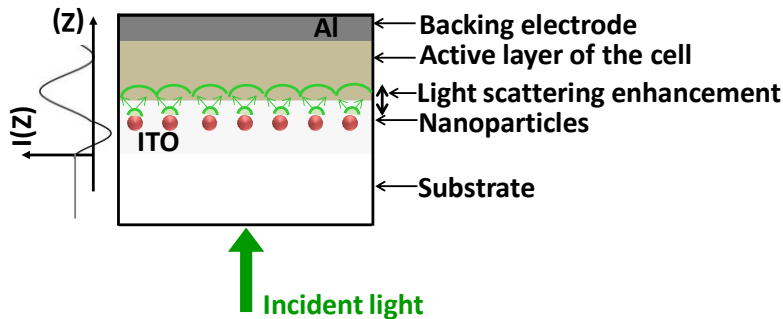 (Z)
Al
Backing electrode
Active layer of the cell
Light scattering enhancement
Nanoparticles
I(Z)
ITO
Substrate
Incident light